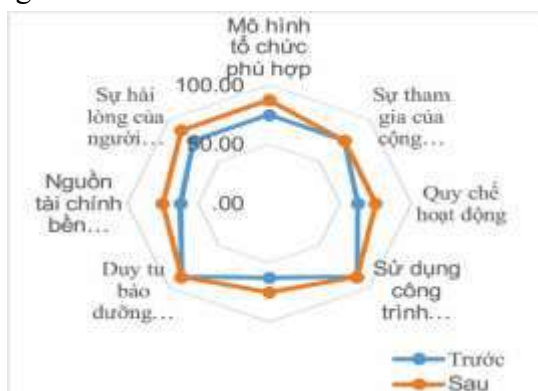 Mô hình
tổ chức
phù hợp
100.00
50.00
.00
Sự tham
gia của
cộng...
Quy chế
hoạt động
Sử dụng
công
trình...
Duy tu
bảo
dưỡng...
Nguồn
tài chính
bền...
Sự hài
lòng của
người...
Trước
Sau